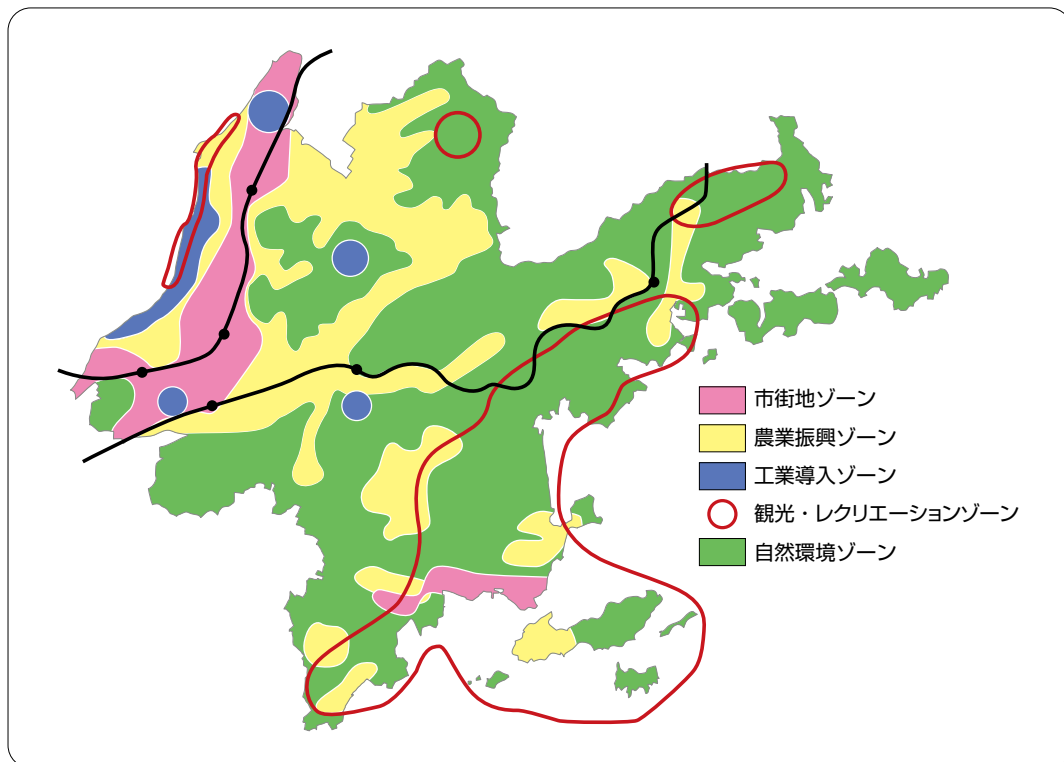 市街地ゾーン
農業振興ゾーン
工業導入ゾーン
観光・レクリエーションゾーン
自然環境ゾーン